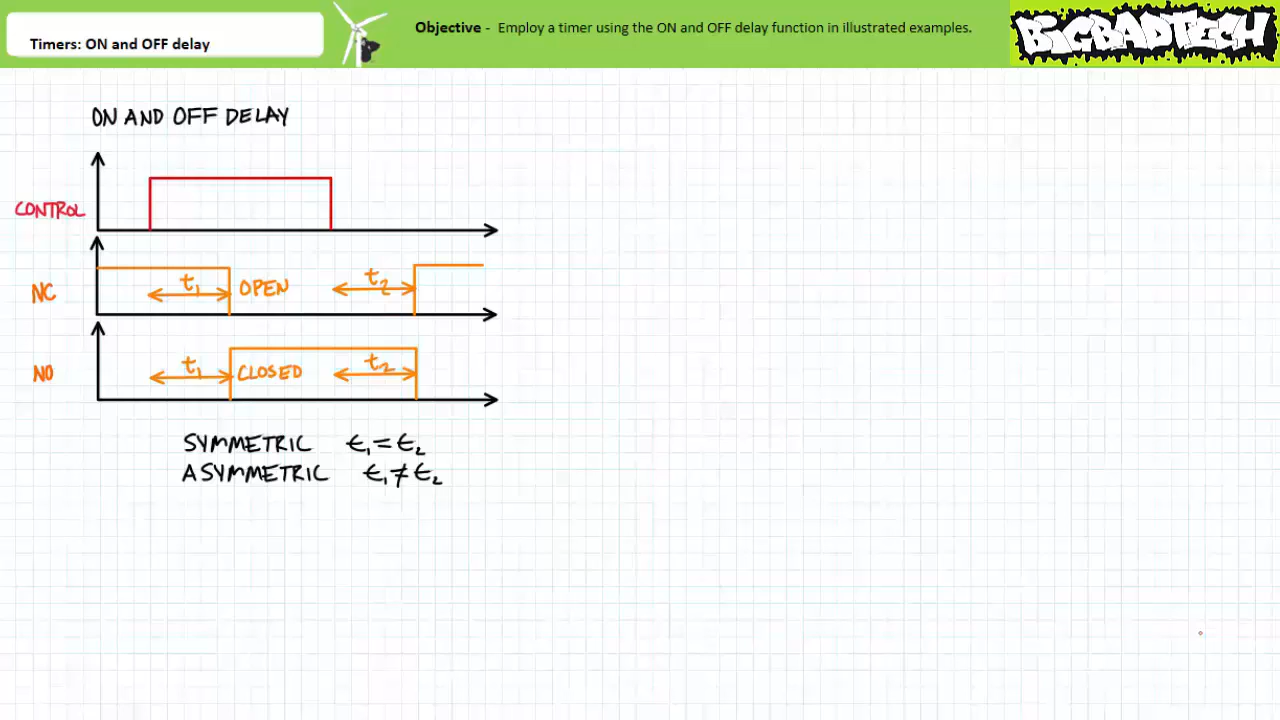 Timers: ON and OFF delay
Objective - Employ a timer using the ON and OFF delay function in illustrated examples.
BIGBADTECH
ON AND OFF DELAY
CONTROL
NC
t₁
OPEN
t₂
NO
t₁
CLOSED
t₂
SYMMETRIC t₁=t₂
ASYMMETRIC t₁≠t₂